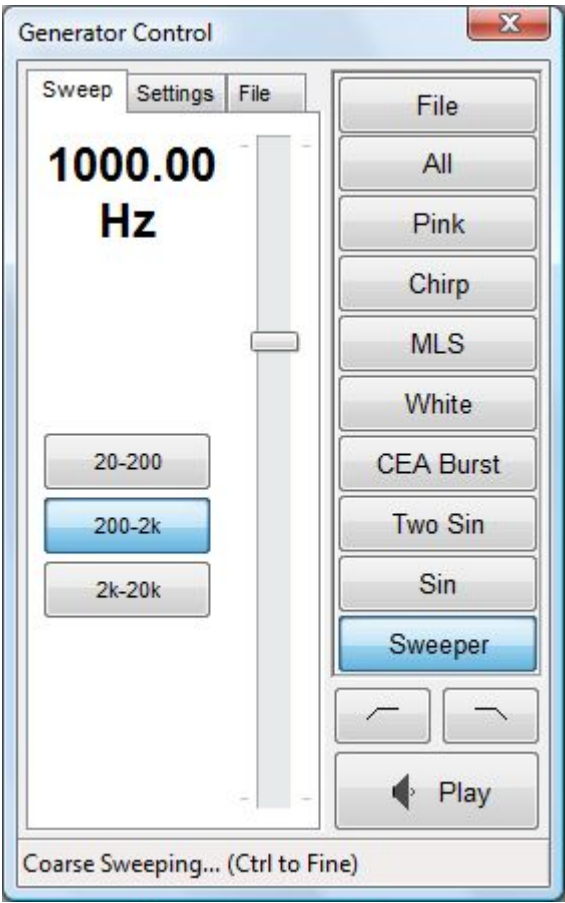 Generator Control
Sweep Settings File
1000.00
Hz
20-200
200-2k
2k-20k
File
All
Pink
Chirp
MLS
White
CEA Burst
Two Sin
Sin
Sweeper
Play
Coarse Sweeping... (Ctrl to Fine)